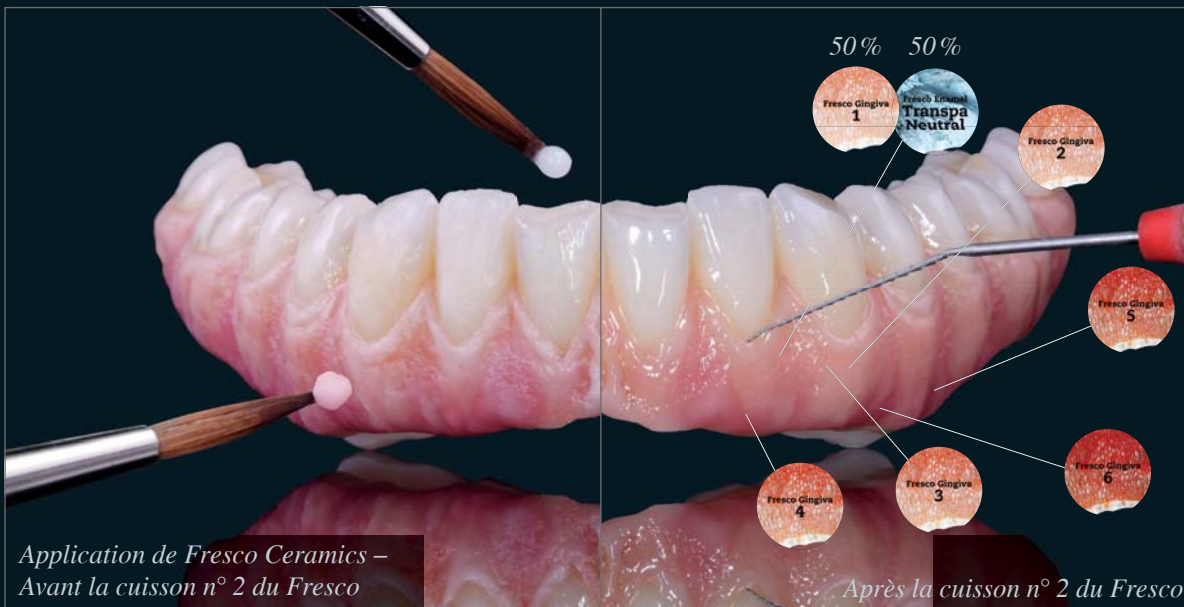 50 % 50 %
Fresco Gingiva
1
Fresco Enamel
Transpa
Neutral
Fresco Gingiva
2
Fresco Gingiva
5
Fresco Gingiva
6
Fresco Gingiva
3
Fresco Gingiva
4
Application de Fresco Ceramics –
Avant la cuisson n° 2 du Fresco
Après la cuisson n° 2 du Fresco